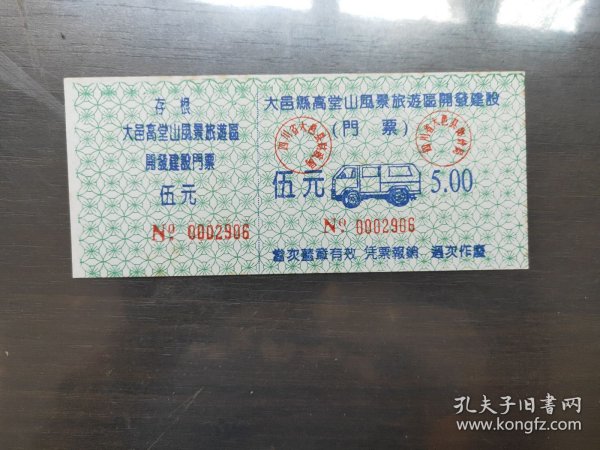 存根
大邑高堂山風景旅遊區
開發建設門票
伍元
No 0002906
大邑縣高堂山風景旅遊區開發建設
(門票)
伍元 5.00
No 0002906
當次蓋章有效 凭票報銷 過次作廢
孔夫子旧书网
www.kongfz.com